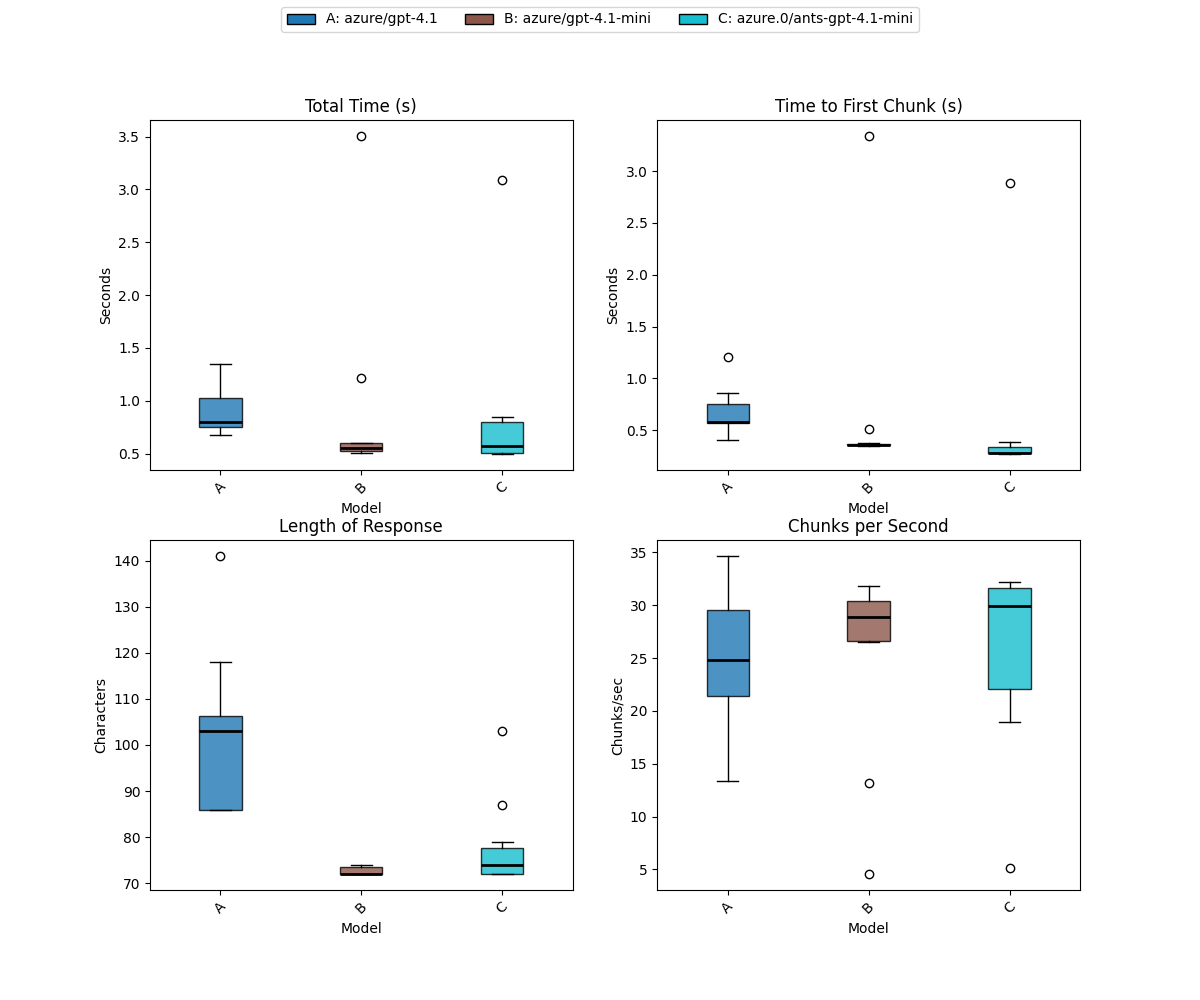 A: azure/gpt-4.1
B: azure/gpt-4.1-mini
C: azure.0/ants-gpt-4.1-mini
Total Time (s)
3.5
3.0
2.5
2.0
1.5
1.0
0.5
Seconds
A
B
C
Model
Time to First Chunk (s)
3.0
2.5
2.0
1.5
1.0
0.5
Seconds
A
B
C
Model
Length of Response
140
130
120
110
100
90
80
70
Characters
A
B
C
Model
Chunks per Second
35
30
25
20
15
10
5
Chunks/sec
A
B
C
Model